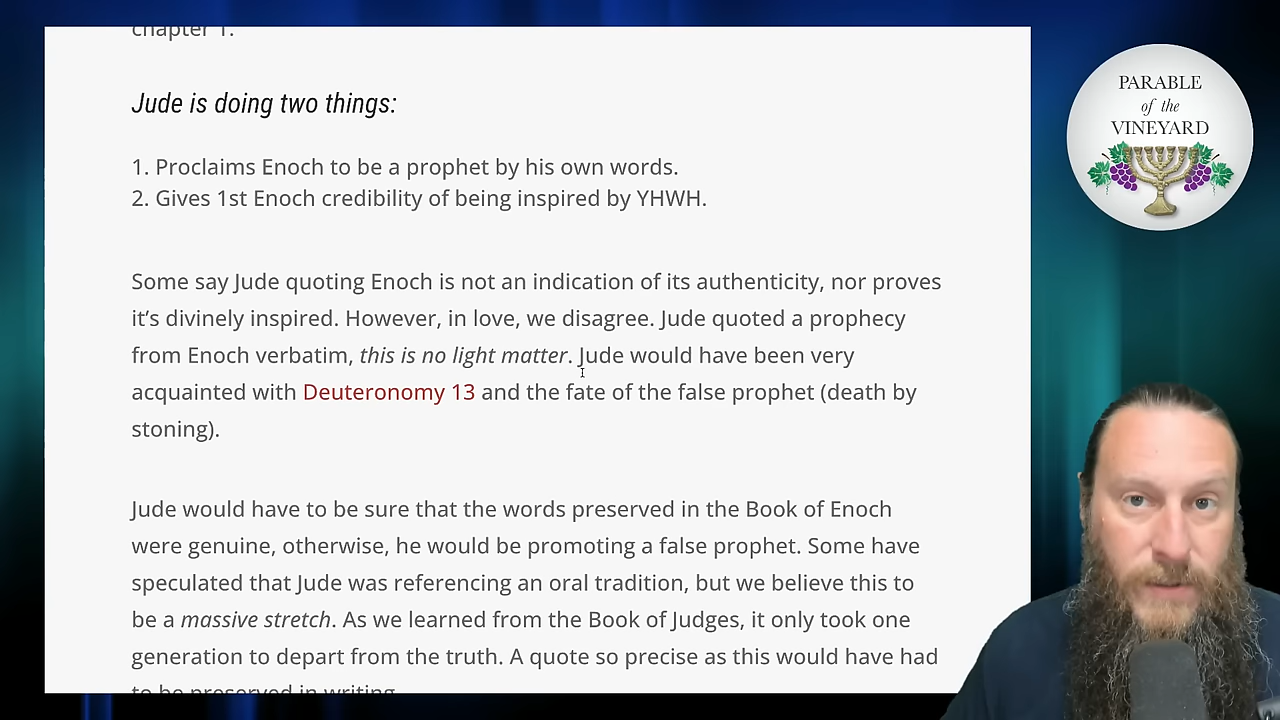 chapter 1.
Jude is doing two things:
1. Proclaims Enoch to be a prophet by his own words.
2. Gives 1st Enoch credibility of being inspired by YHWH.
Some say Jude quoting Enoch is not an indication of its authenticity, nor proves
it’s divinely inspired. However, in love, we disagree. Jude quoted a prophecy
from Enoch verbatim, this is no light matter. Jude would have been very
acquainted with Deuteronomy 13 and the fate of the false prophet (death by
stoning).
Jude would have to be sure that the words preserved in the Book of Enoch
were genuine, otherwise, he would be promoting a false prophet. Some have
speculated that Jude was referencing an oral tradition, but we believe this to
be a massive stretch. As we learned from the Book of Judges, it only took one
generation to depart from the truth. A quote so precise as this would have had
to be preserved in writing.
PARABLE
of the
VINEYARD